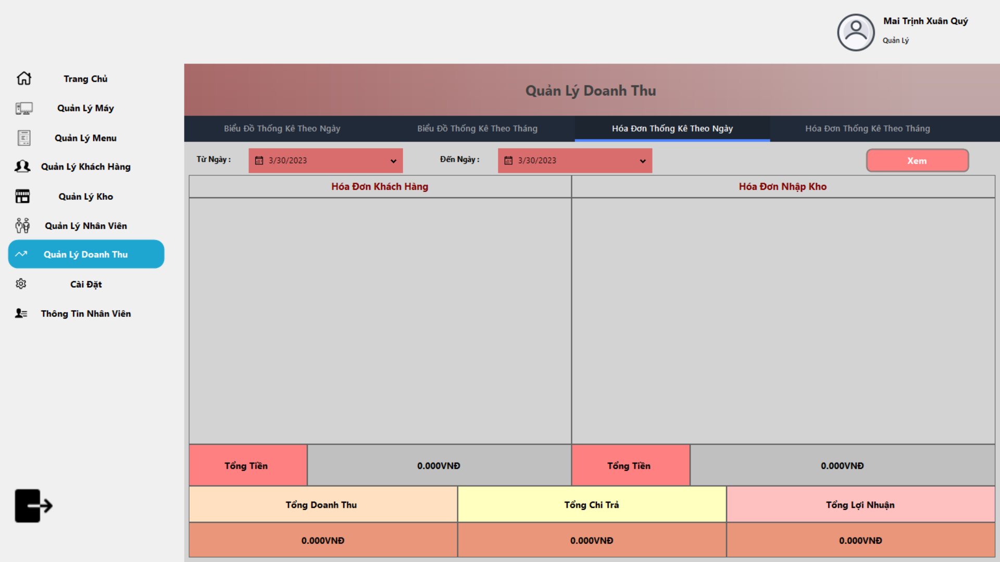 Mai Trịnh Xuân Quý
Quản Lý
Trang Chủ
Quản Lý Máy
Quản Lý Menu
Quản Lý Khách Hàng
Quản Lý Kho
Quản Lý Nhân Viên
Quản Lý Doanh Thu
Cài Đặt
Thông Tin Nhân Viên
Quản Lý Doanh Thu
Biểu Đồ Thống Kê Theo Ngày
Biểu Đồ Thống Kê Theo Tháng
Hóa Đơn Thống Kê Theo Ngày
Hóa Đơn Thống Kê Theo Tháng
Từ Ngày :
3/30/2023
Đến Ngày :
3/30/2023
Xem
Hóa Đơn Khách Hàng
Hóa Đơn Nhập Kho
Tổng Tiền
0.000VNĐ
Tổng Tiền
0.000VNĐ
Tổng Doanh Thu
Tổng Chi Trả
Tổng Lợi Nhuận
0.000VNĐ
0.000VNĐ
0.000VNĐ